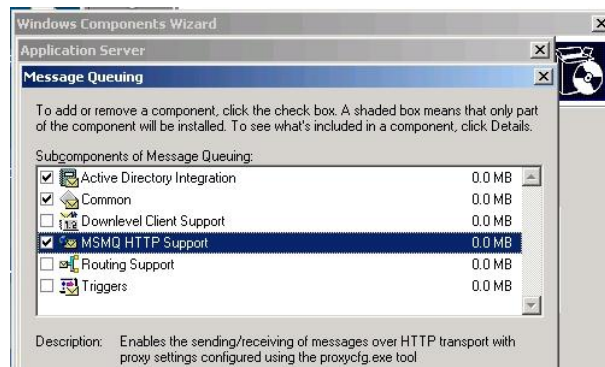 Windows Components Wizard
Application Server
Message Queuing
To add or remove a component, click the check box. A shaded box means that only part
of the component will be installed. To see what's included in a component, click Details.
Subcomponents of Message Queuing:
Active Directory Integration 0.0 MB
Common 0.0 MB
Downlevel Client Support 0.0 MB
MSMQ HTTP Support 0.0 MB
Routing Support 0.0 MB
Triggers 0.0 MB
Description: Enables the sending/receiving of messages over HTTP transport with
proxy settings configured using the proxycfg.exe tool